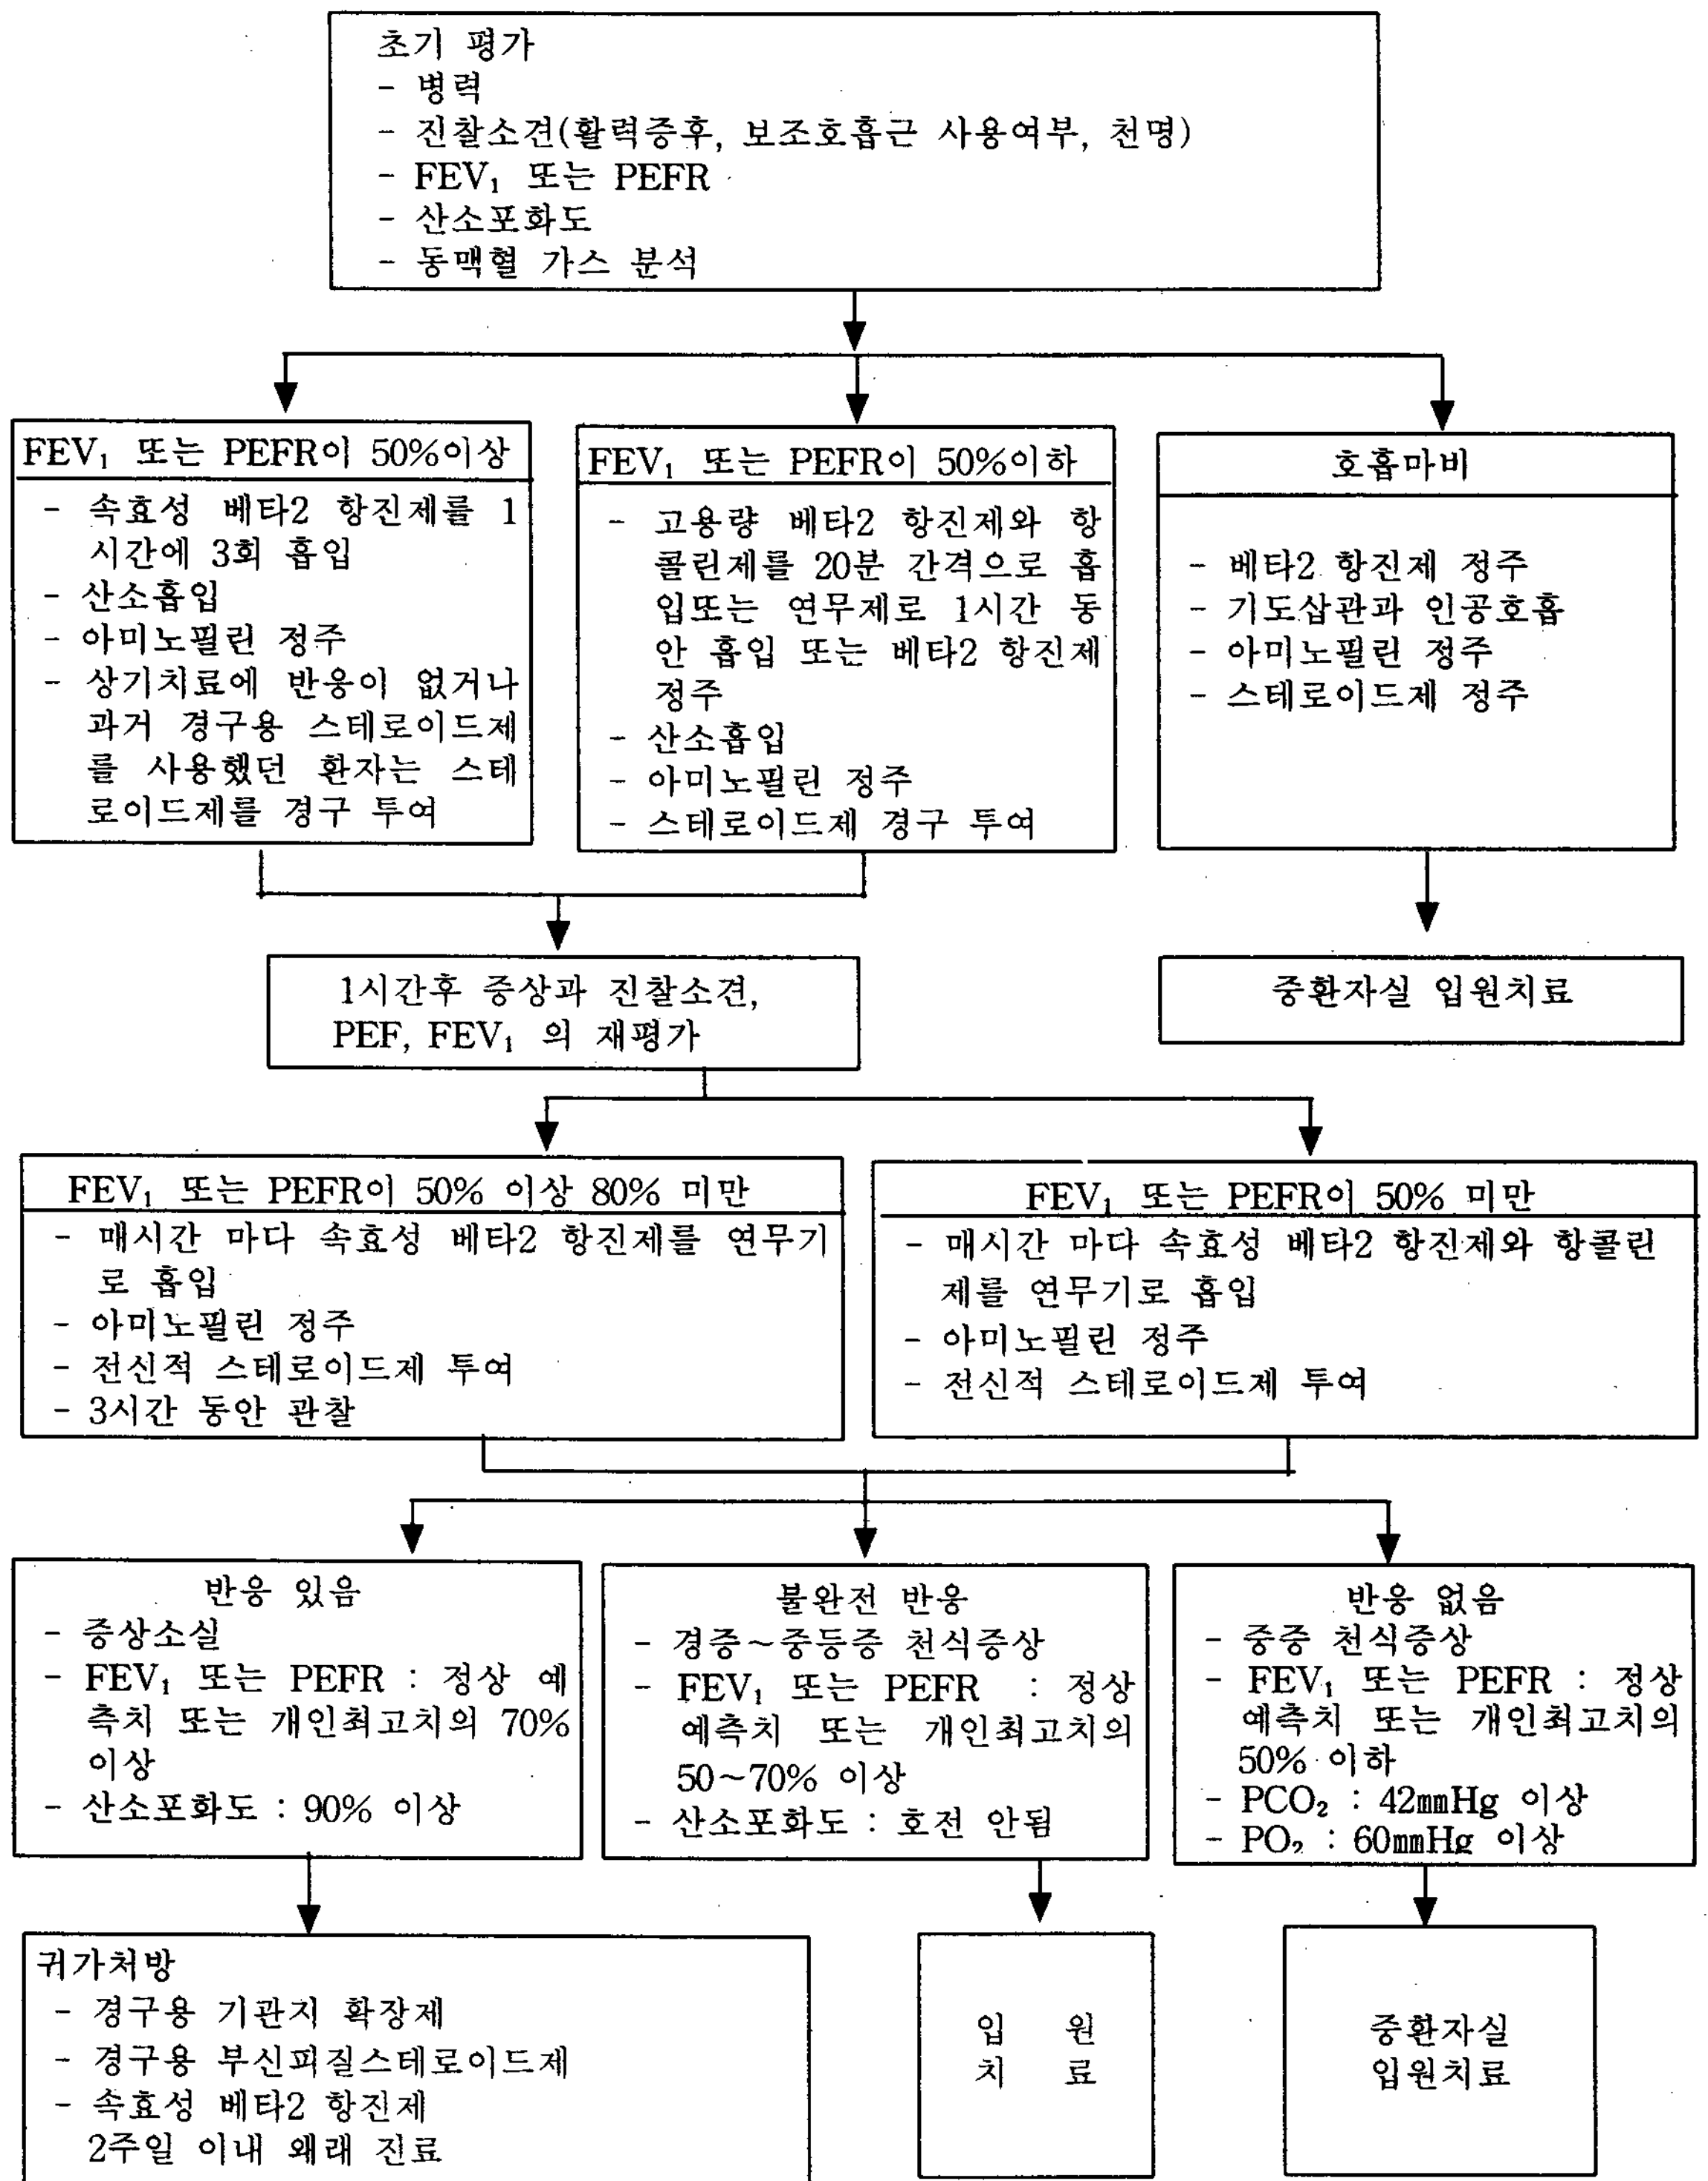 초기 평가
- 병력
- 진찰소견(활력증후, 보조호흡근 사용여부, 천명)
- FEV₁ 또는 PEFR
- 산소포화도
- 동맥혈 가스 분석
FEV₁ 또는 PEFR이 50%이상
- 속효성 베타2 항진제를 1
시간에 3회 흡입
- 산소흡입
- 아미노필린 정주
- 상기치료에 반응이 없거나
과거 경구용 스테로이드제
를 사용했던 환자는 스테
로이드제를 경구 투여
FEV₁ 또는 PEFR이 50%이하
- 고용량 베타2 항진제와 항
콜린제를 20분 간격으로 흡
입또는 연무제로 1시간 동
안 흡입 또는 베타2 항진제
정주
- 산소흡입
- 아미노필린 정주
- 스테로이드제 경구 투여
호흡마비
- 베타2 항진제 정주
- 기도삽관과 인공호흡
- 아미노필린 정주
- 스테로이드제 정주
1시간후 증상과 진찰소견,
PEF, FEV₁ 의 재평가
중환자실 입원치료
FEV₁ 또는 PEFR이 50% 이상 80% 미만
- 매시간 마다 속효성 베타2 항진제를 연무기
로 흡입
- 아미노필린 정주
- 전신적 스테로이드제 투여
- 3시간 동안 관찰
FEV₁ 또는 PEFR이 50% 미만
- 매시간 마다 속효성 베타2 항진제와 항콜린
제를 연무기로 흡입
- 아미노필린 정주
- 전신적 스테로이드제 투여
반응 있음
- 증상소실
- FEV₁ 또는 PEFR : 정상 예
측치 또는 개인최고치의 70%
이상
- 산소포화도 : 90% 이상
불완전 반응
- 경증~중등증 천식증상
- FEV₁ 또는 PEFR : 정상
예측치 또는 개인최고치의
50~70% 이상
- 산소포화도 : 호전 안됨
반응 없음
- 중증 천식증상
- FEV₁ 또는 PEFR : 정상
예측치 또는 개인최고치의
50% 이하
- PCO₂ : 42mmHg 이상
- PO₂ : 60mmHg 이상
귀가처방
- 경구용 기관지 확장제
- 경구용 부신피질스테로이드제
- 속효성 베타2 항진제
2주일 이내 왜래 진료
입 원
치 료
중환자실
입원치료